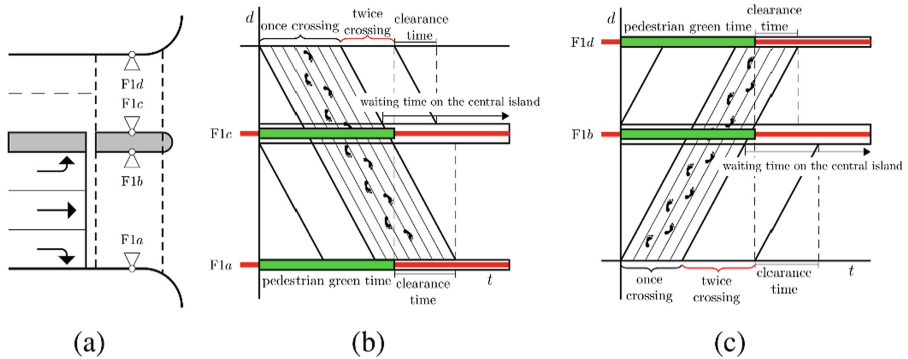 F1d
F1c
F1b
F1a
(a)
d
once crossing
twice
crossing
clearance
time
waiting time on the central island
F1c
F1a
pedestrian green time
clearance
time
t
(b)
d
pedestrian green time
clearance
time
F1d
F1b
waiting time on the central island
once
crossing
twice
crossing
clearance
time
t
(c)